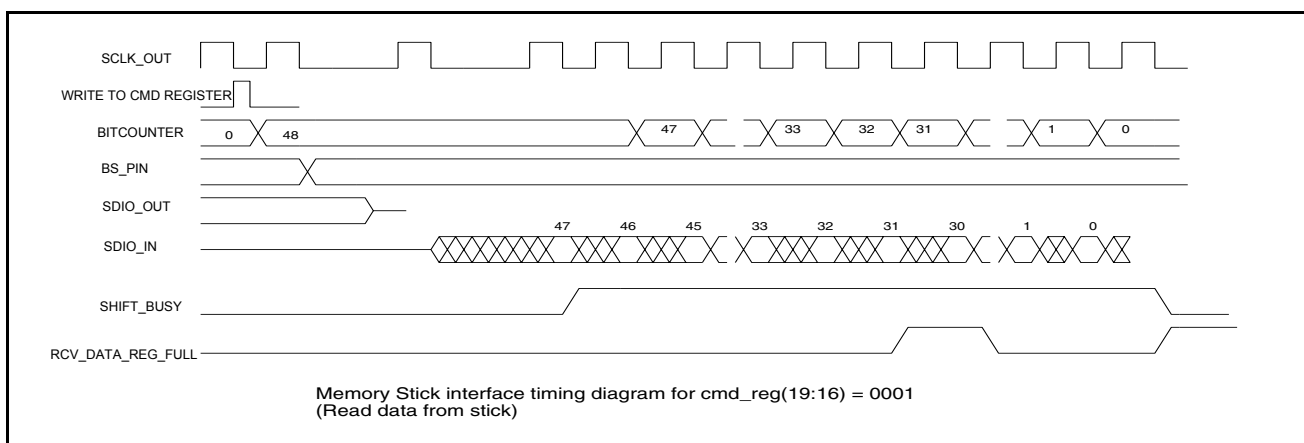 SCLK_OUT
WRITE TO CMD REGISTER
BITCOUNTER 0 48 47 33 32 31 1 0
BS_PIN
SDIO_OUT
SDIO_IN 47 46 45 33 32 31 30 1 0
SHIFT_BUSY
RCV_DATA_REG_FULL
Memory Stick interface timing diagram for cmd_reg(19:16) = 0001
(Read data from stick)